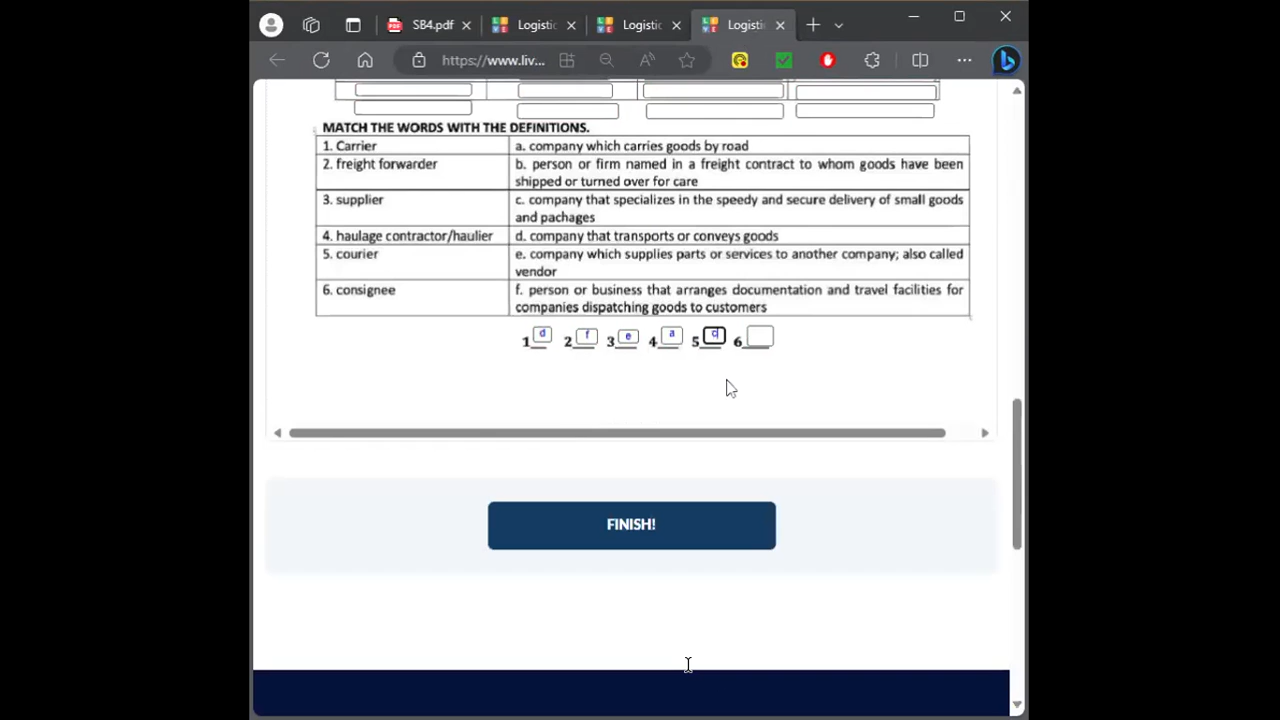 SB4.pdf
Logistic
Logistic
Logistic
https://www.liv...
MATCH THE WORDS WITH THE DEFINITIONS.
1. Carrier
a. company which carries goods by road
2. freight forwarder
b. person or firm named in a freight contract to whom goods have been
shipped or turned over for care
3. supplier
c. company that specializes in the speedy and secure delivery of small goods
and pachages
4. haulage contractor/haulier
d. company that transports or conveys goods
5. courier
e. company which supplies parts or services to another company; also called
vendor
6. consignee
f. person or business that arranges documentation and travel facilities for
companies dispatching goods to customers
1 d 2 f 3 e 4 a 5 c 6
FINISH!